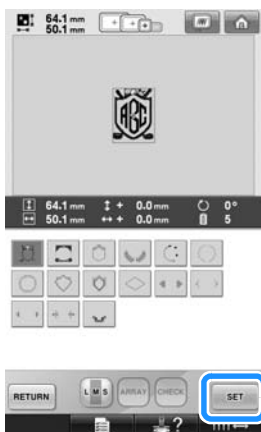 64.1 mm
50.1 mm
ABC
64.1 mm + 0.0 mm 0°
50.1 mm + 0.0 mm 5
RETURN L M S ARRAY CHECK SET
?